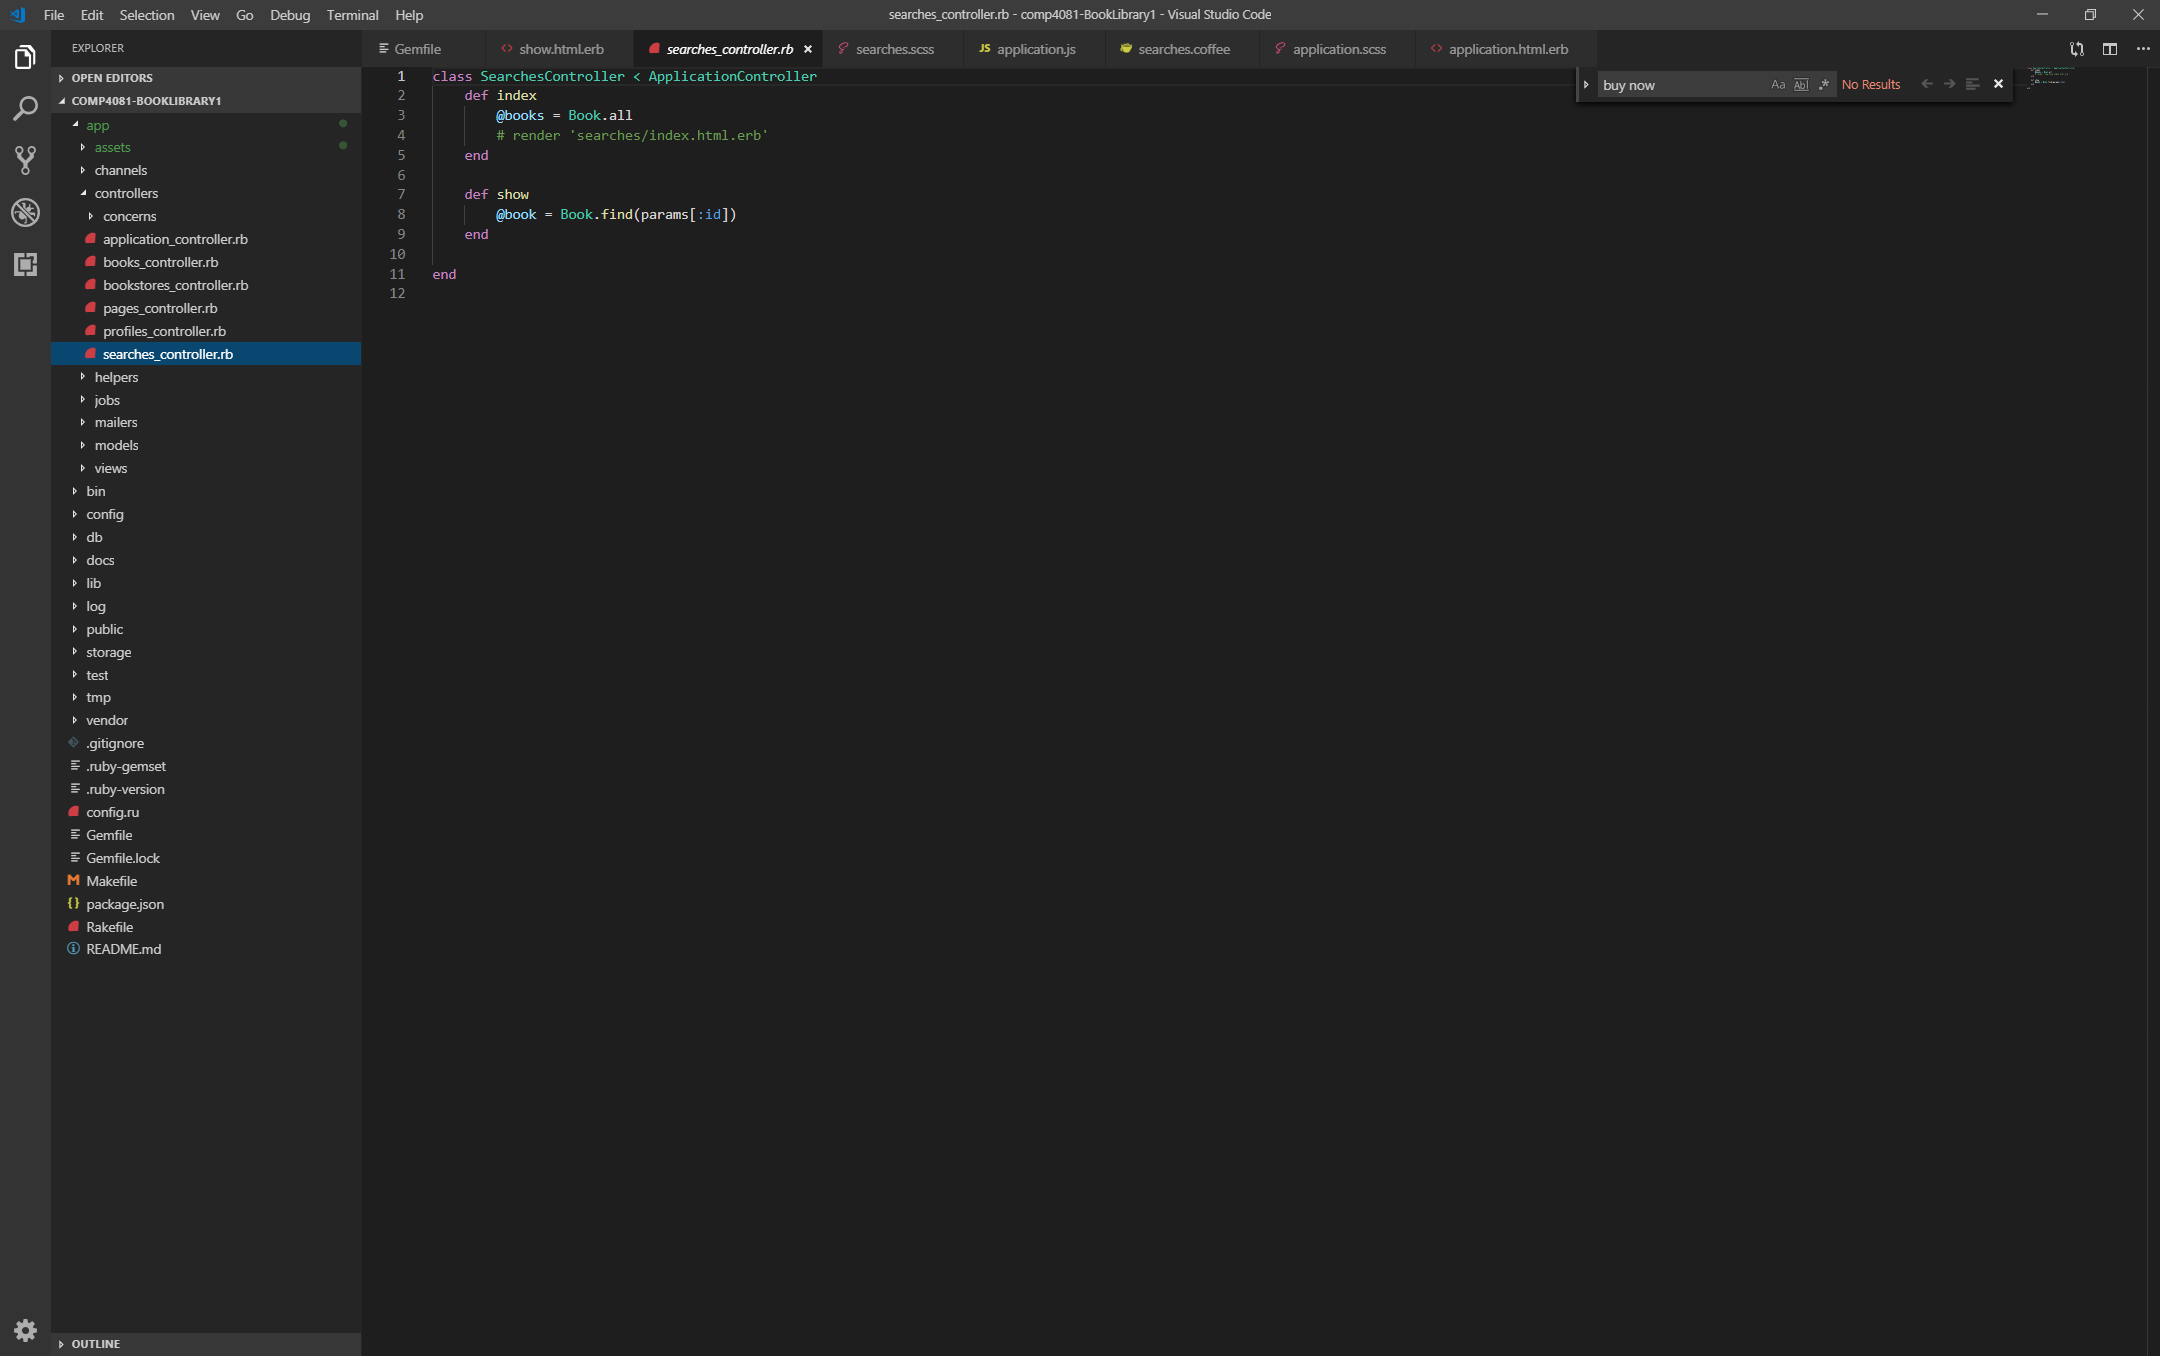 File Edit Selection View Go Debug Terminal Help
searches_controller.rb - comp4081-BookLibrary1 - Visual Studio Code
EXPLORER
OPEN EDITORS
COMP4081-BOOKLIBRARY1
app
assets
channels
controllers
concerns
application_controller.rb
books_controller.rb
bookstores_controller.rb
pages_controller.rb
profiles_controller.rb
searches_controller.rb
helpers
jobs
mailers
models
views
bin
config
db
docs
lib
log
public
storage
test
tmp
vendor
.gitignore
.ruby-gemset
.ruby-version
config.ru
Gemfile
Gemfile.lock
M Makefile
{} package.json
Rakefile
README.md
OUTLINE
Gemfile <> show.html.erb searches_controller.rb searches.scss JS application.js searches.coffee application.scss <> application.html.erb
buy now Aa Abl .* No Results
1 class SearchesController < ApplicationController
2 def index
3 @books = Book.all
4 # render 'searches/index.html.erb'
5 end
6
7 def show
8 @book = Book.find(params[:id])
9 end
10
11 end
12